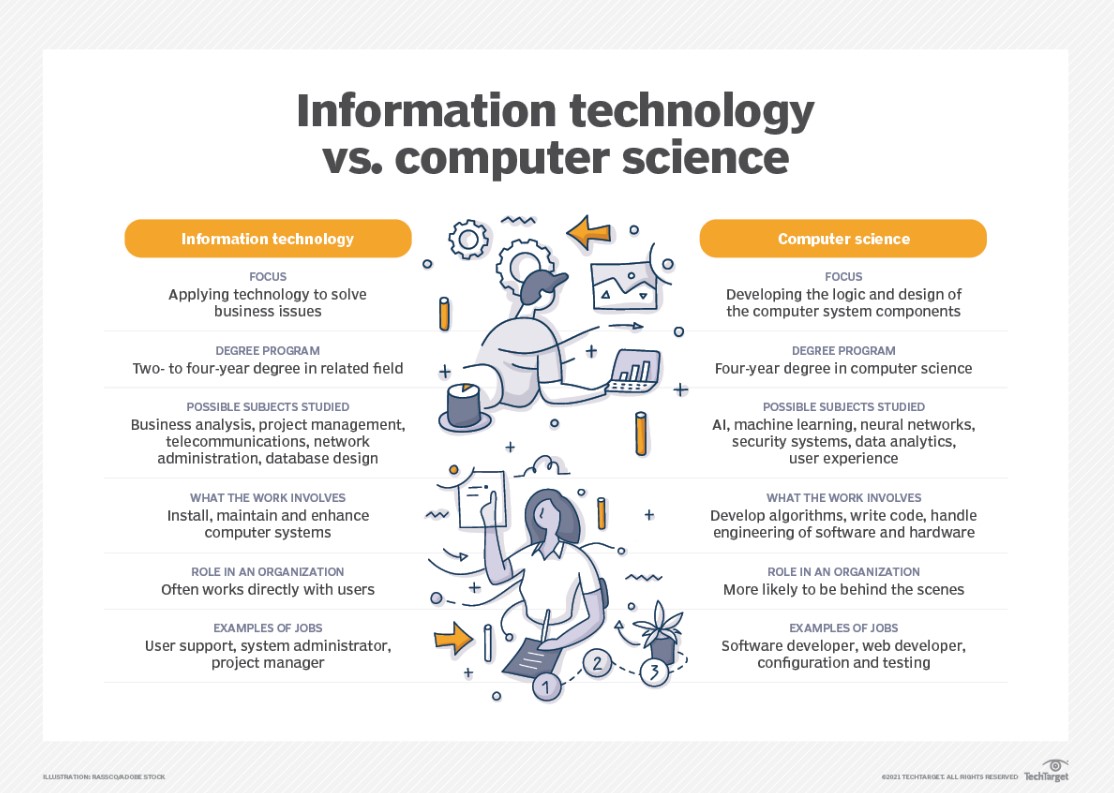 Information technology
vs. computer science
Information technology
FOCUS
Applying technology to solve
business issues
DEGREE PROGRAM
Two- to four-year degree in related field
POSSIBLE SUBJECTS STUDIED
Business analysis, project management,
telecommunications, network
administration, database design
WHAT THE WORK INVOLVES
Install, maintain and enhance
computer systems
ROLE IN AN ORGANIZATION
Often works directly with users
EXAMPLES OF JOBS
User support, system administrator,
project manager
Computer science
FOCUS
Developing the logic and design of
the computer system components
DEGREE PROGRAM
Four-year degree in computer science
POSSIBLE SUBJECTS STUDIED
AI, machine learning, neural networks,
security systems, data analytics,
user experience
WHAT THE WORK INVOLVES
Develop algorithms, write code, handle
engineering of software and hardware
ROLE IN AN ORGANIZATION
More likely to be behind the scenes
EXAMPLES OF JOBS
Software developer, web developer,
configuration and testing
1
2
3
ILLUSTRATION: RASSCO/ADOBE STOCK
©2021 TECHTARGET. ALL RIGHTS RESERVED
TechTarget